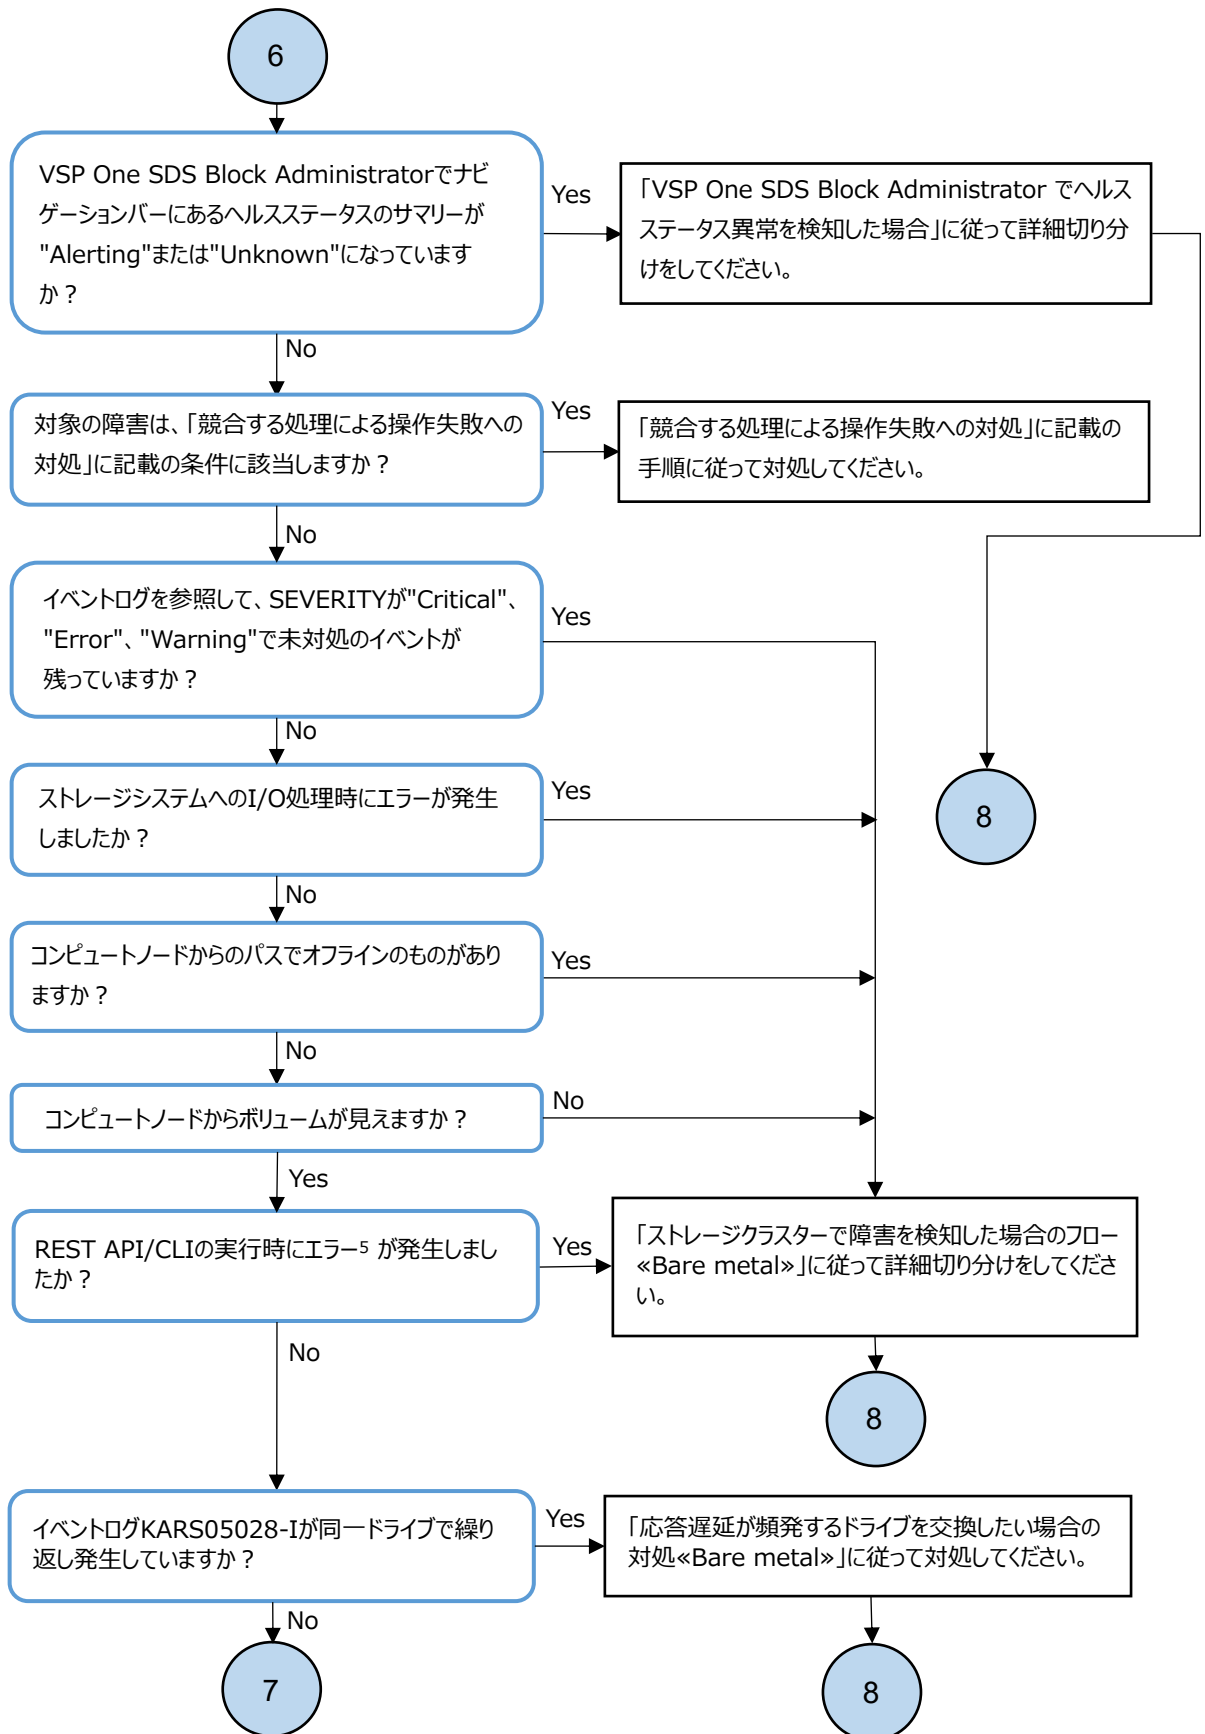 6
VSP One SDS Block Administratorでナビ
ゲーションバーにあるヘルスステータスのサマリーが
"Alerting"または"Unknown"になっています
か？
Yes
「VSP One SDS Block Administrator でヘルス
ステータス異常を検知した場合」に従って詳細切り分
けをしてください。
No
対象の障害は、「競合する処理による操作失敗への
対処」に記載の条件に該当しますか？
Yes
「競合する処理による操作失敗への対処」に記載の
手順に従って対処してください。
No
イベントログを参照して、SEVERITYが"Critical"、
"Error"、"Warning"で未対処のイベントが
残っていますか？
Yes
No
ストレージシステムへのI/O処理時にエラーが発生
しましたか？
Yes
8
No
コンピュートノードからのパスでオフラインのものがあり
ますか？
Yes
No
コンピュートノードからボリュームが見えますか？
No
Yes
REST API/CLIの実行時にエラー5 が発生しまし
たか？
Yes
「ストレージクラスターで障害を検知した場合のフロー
«Bare metal»」に従って詳細切り分けをしてくださ
い。
No
8
イベントログKARS05028-Iが同一ドライブで繰り
返し発生していますか？
Yes
「応答遅延が頻発するドライブを交換したい場合の
対処«Bare metal»」に従って対処してください。
No
7
8